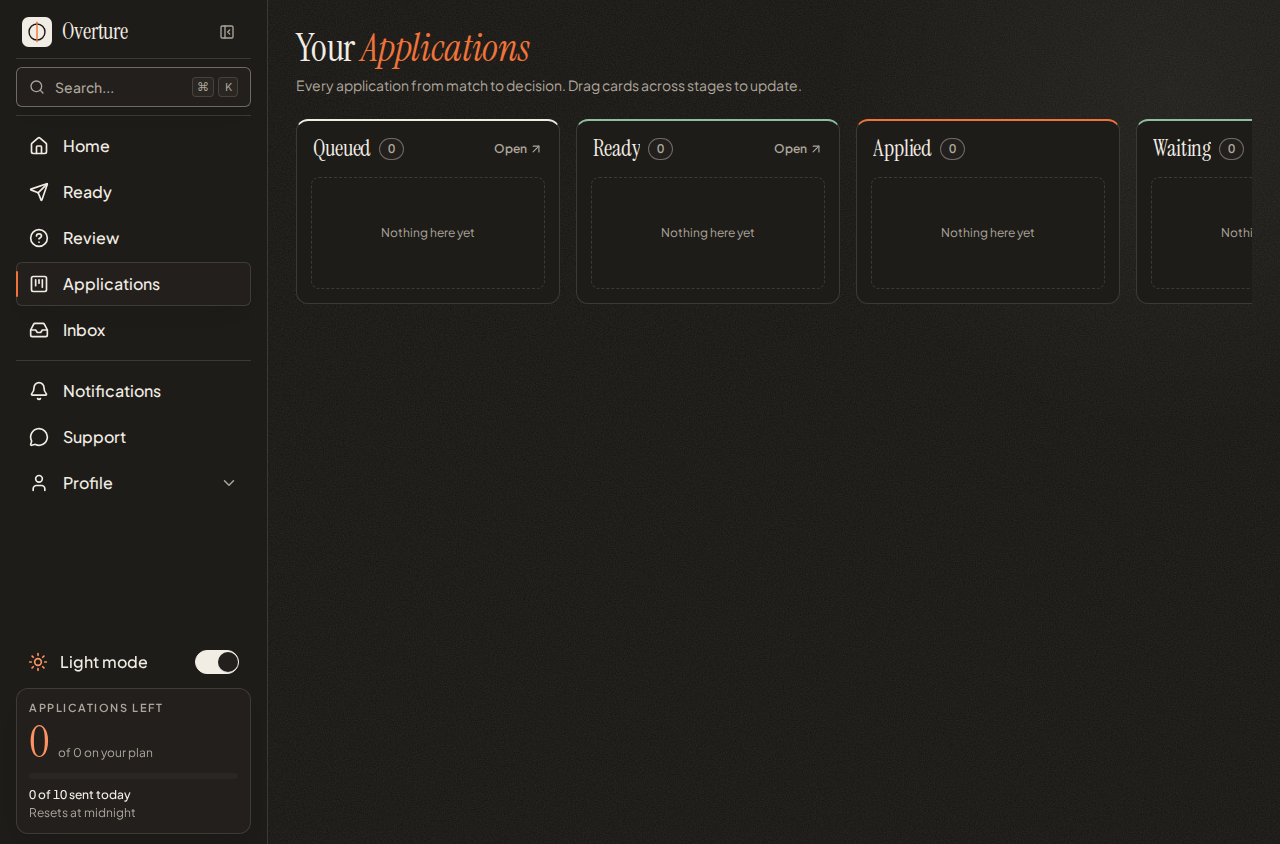 Overture
Search...
⌘ K
Home
Ready
Review
Applications
Inbox
Notifications
Support
Profile
Light mode
APPLICATIONS LEFT
0 of 0 on your plan
0 of 10 sent today
Resets at midnight
Your Applications
Every application from match to decision. Drag cards across stages to update.
Queued 0 Open
Nothing here yet
Ready 0 Open
Nothing here yet
Applied 0
Nothing here yet
Waiting 0
Nothi